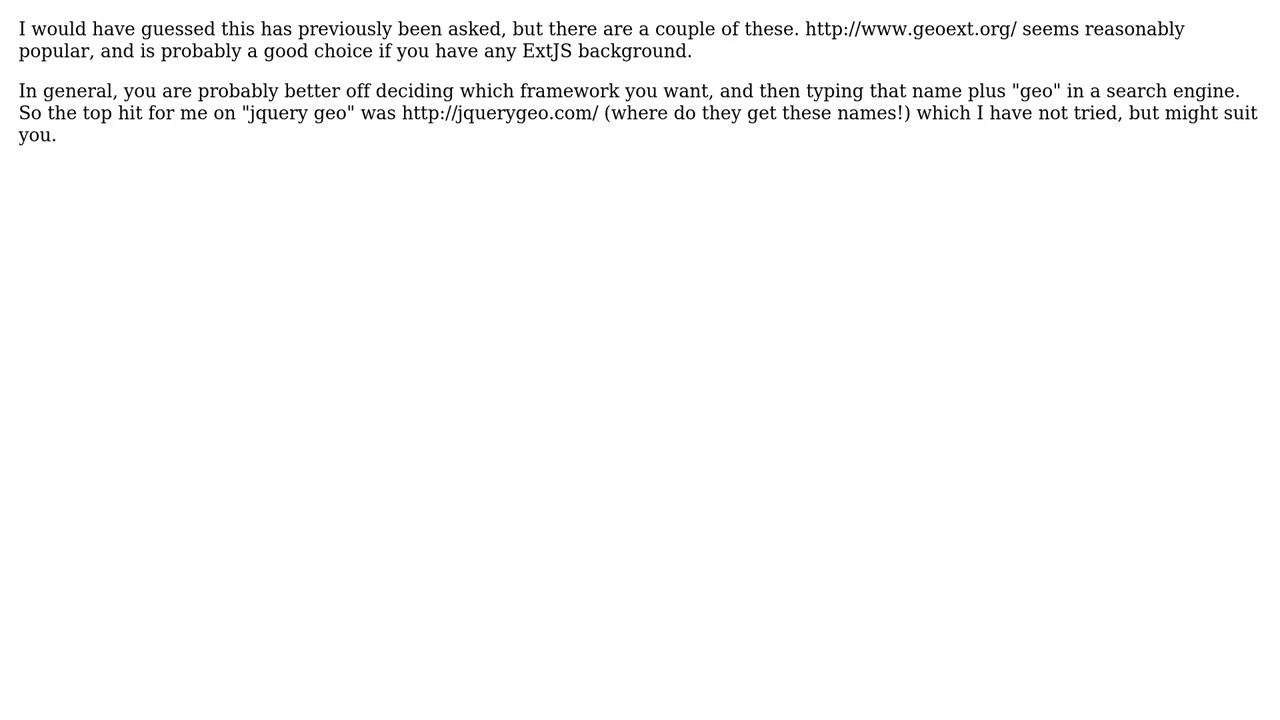 I would have guessed this has previously been asked, but there are a couple of these. http://www.geoext.org/ seems reasonably
popular, and is probably a good choice if you have any ExtJS background.
In general, you are probably better off deciding which framework you want, and then typing that name plus "geo" in a search engine.
So the top hit for me on "jquery geo" was http://jquerygeo.com/ (where do they get these names!) which I have not tried, but might suit
you.